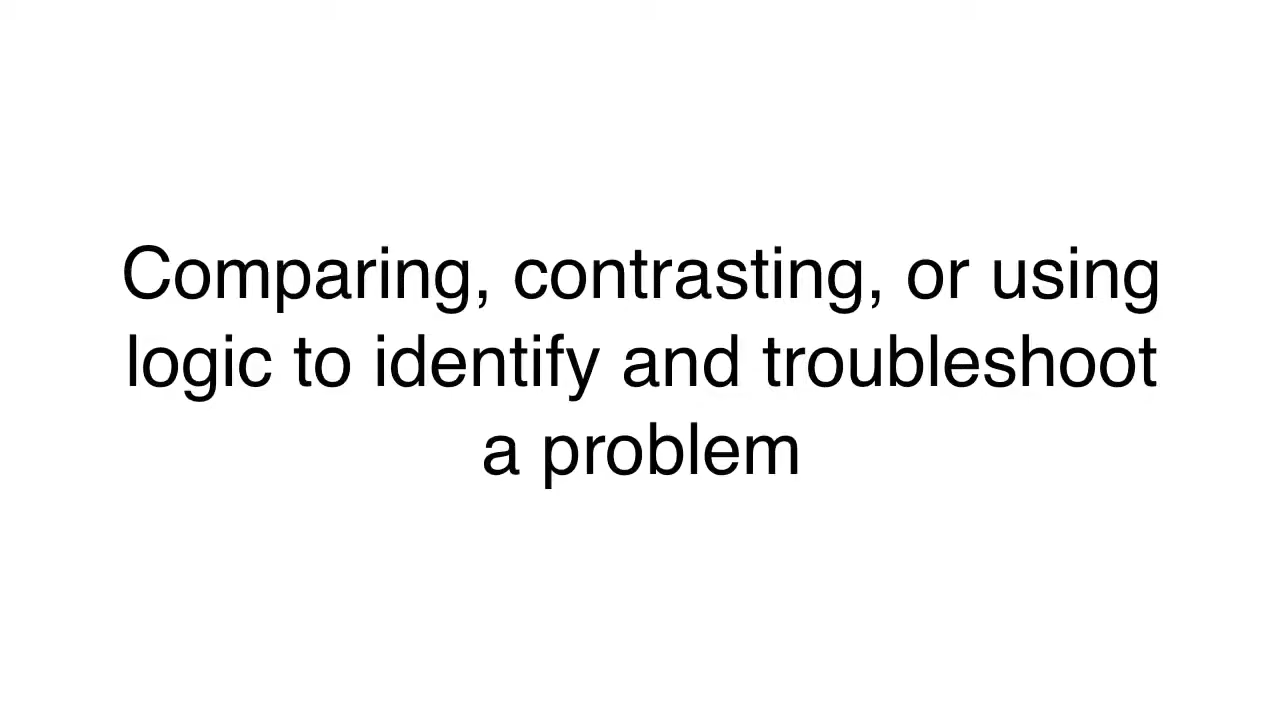 Comparing, contrasting, or using
logic to identify and troubleshoot
a problem